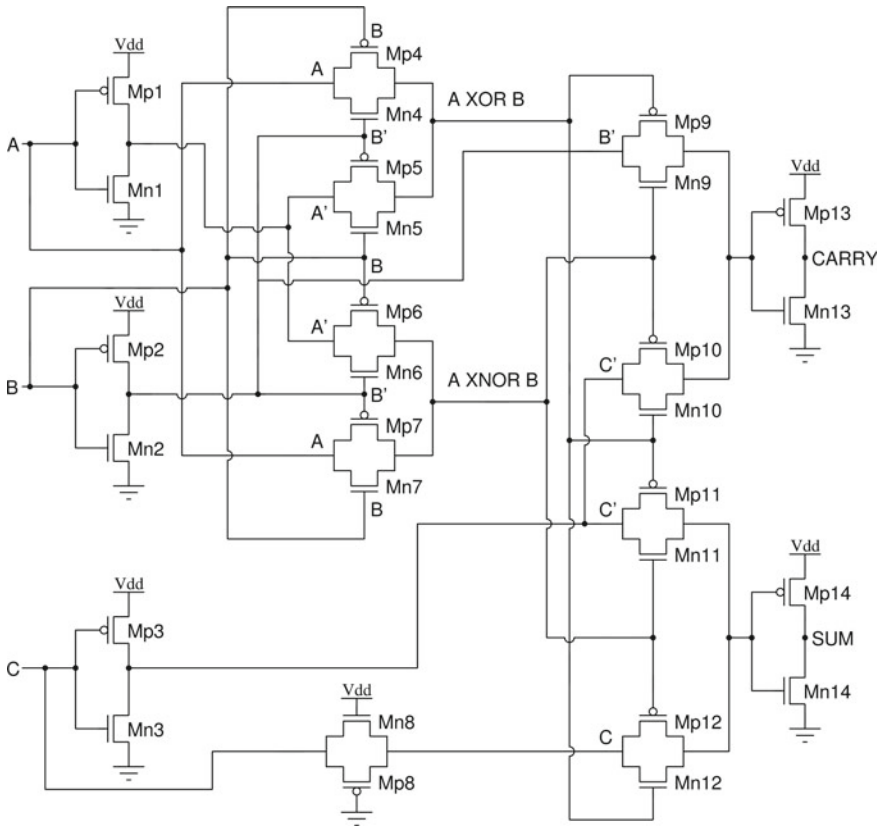 B
Vdd
Mp4
Vdd
A
Mp1
A XOR B
Mn4
Mp9
B'
B'
A
Mp5
Mn9
Vdd
Mn1
A'
Mn5
Mp13
B
CARRY
Vdd
Mp6
Mn13
A'
Mp2
Mn6
Mp10
C'
B
B'
A XNOR B
Mn10
Mp7
A
Mn2
Mn7
Mp11
B
C'
Mn11
Vdd
Vdd
Mp14
Mp3
SUM
C
Vdd
Mn14
Mn3
Mn8
Mp12
C
Mp8
Mn12